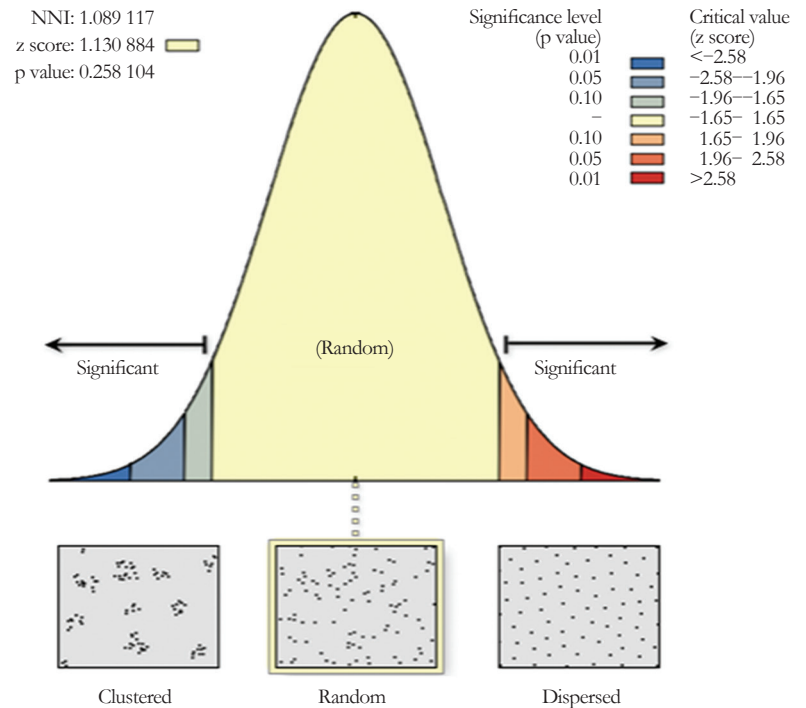 NNI: 1.089 117
z score: 1.130 884
p value: 0.258 104
Significance level
(p value)
0.01
0.05
0.10
–
0.10
0.05
0.01
Critical value
(z score)
<−2.58
−2.58−−1.96
−1.96−−1.65
−1.65− 1.65
1.65− 1.96
1.96− 2.58
>2.58
Significant
(Random)
Significant
Clustered
Random
Dispersed